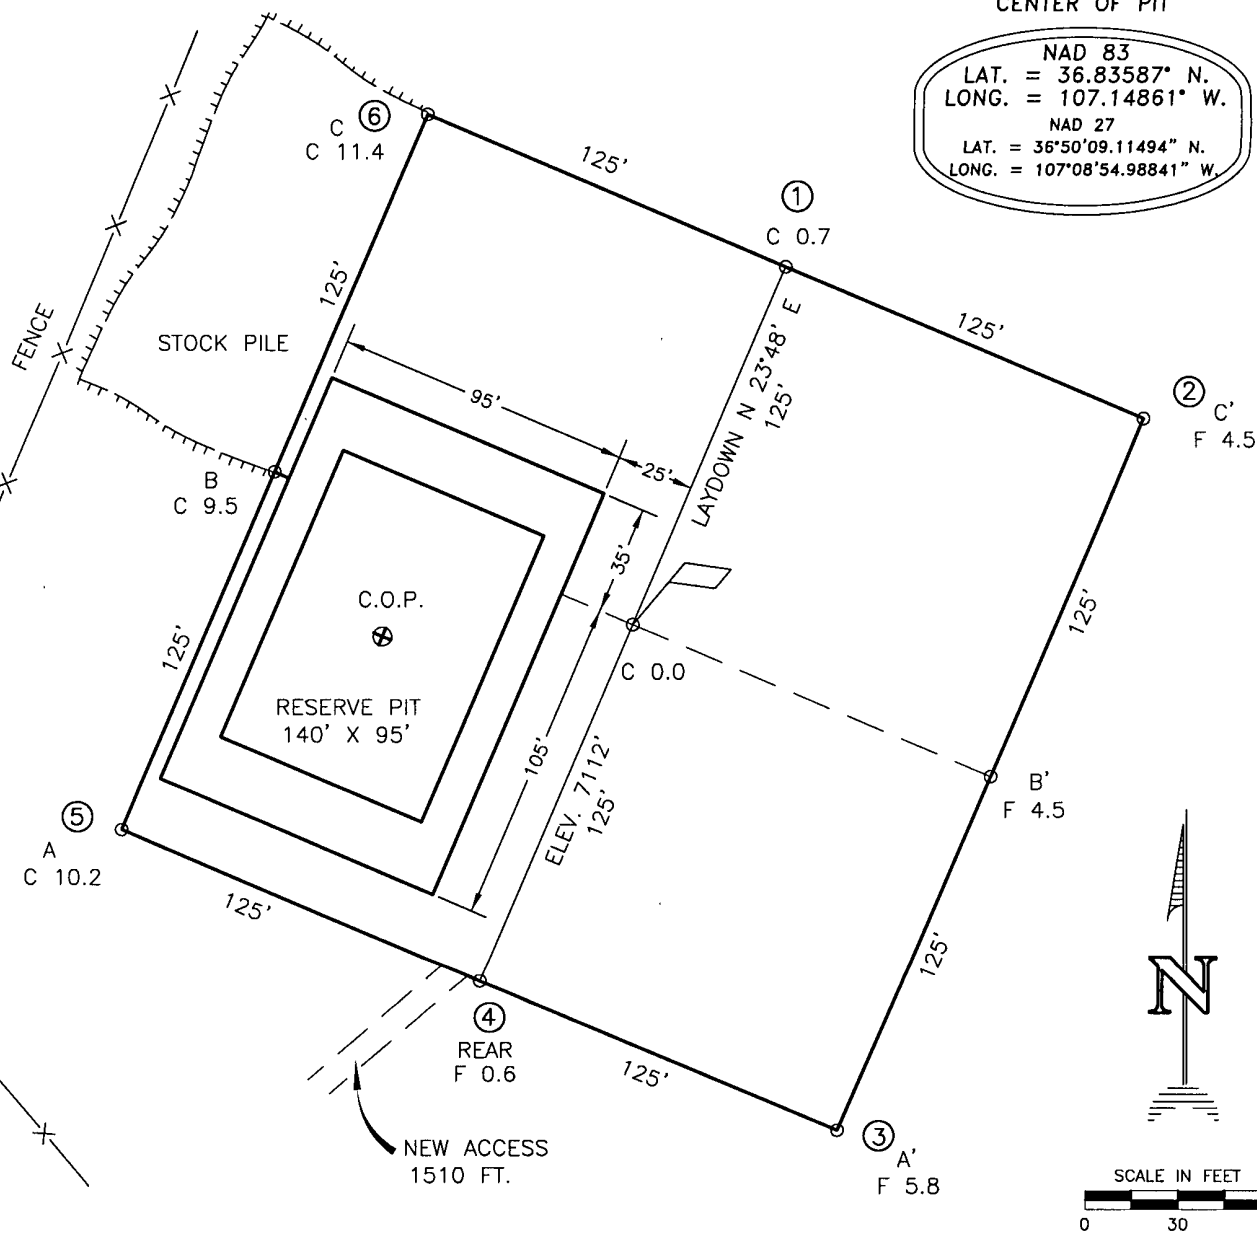 CENTER OF PIT
NAD 83
LAT. = 36.83587° N.
LONG. = 107.14861° W.
NAD 27
LAT. = 36°50'09.11494" N.
LONG. = 107°08'54.98841" W.
6
C
C 11.4
125'
1
C 0.7
125'
2
C'
F 4.5
FENCE
STOCK PILE
125'
95'
25'
LAYDOWN N 23°48' E
125'
B
C 9.5
35'
C.O.P.
C 0.0
125'
125'
RESERVE PIT
140' X 95'
105'
ELEV. 7112'
125'
B'
F 4.5
5
A
C 10.2
125'
125'
4
REAR
F 0.6
125'
N
NEW ACCESS
1510 FT.
3
A'
F 5.8
SCALE IN FEET
0 30